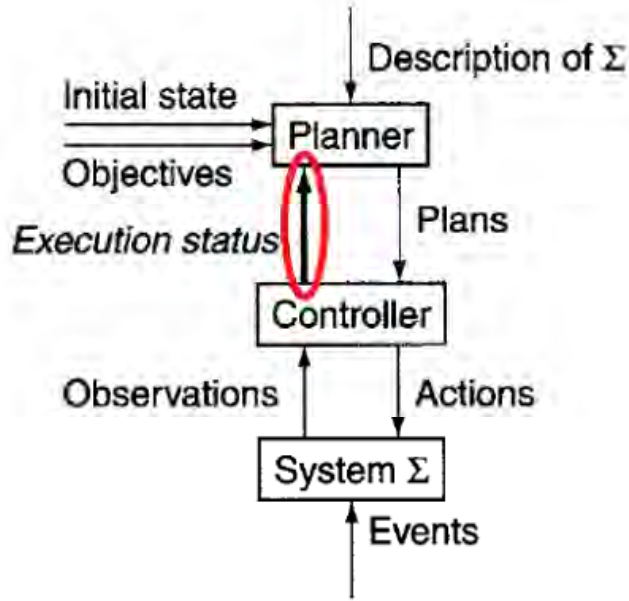 Description of Σ
Initial state
Planner
Objectives
Plans
Execution status
Controller
Observations
Actions
System Σ
Events